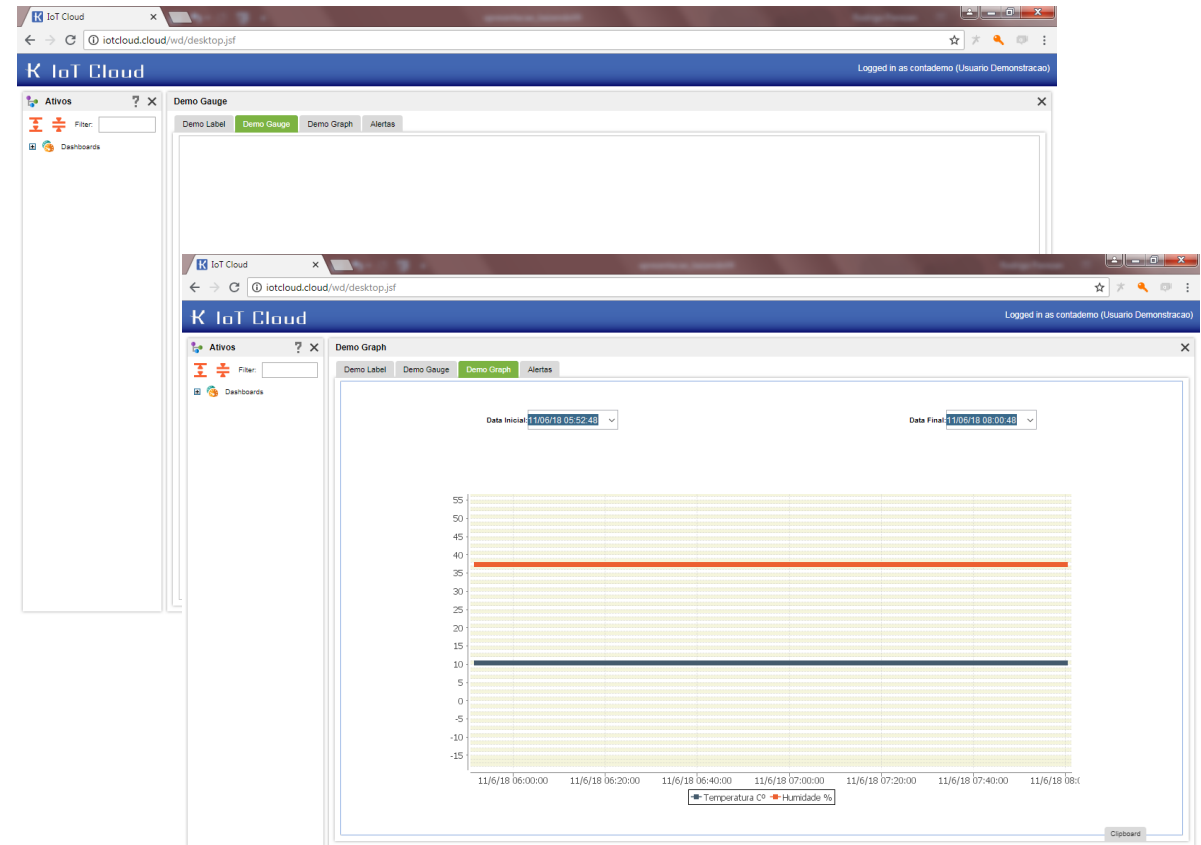 IoT Cloud
iotcloud.cloud/wd/desktop.jsf
K IoT Cloud
Logged in as contademo (Usuario Demonstracao)
Ativos
Demo Gauge
Filter:
Demo Label Demo Gauge Demo Graph Alertas
Dashboards
IoT Cloud
iotcloud.cloud/wd/desktop.jsf
K IoT Cloud
Logged in as contademo (Usuario Demonstracao)
Ativos
Demo Graph
Filter:
Demo Label Demo Gauge Demo Graph Alertas
Dashboards
Data Inicial: 11/06/18 05:52:48
Data Final: 11/06/18 08:00:48
55
50
45
40
35
30
25
20
15
10
5
0
-5
-10
-15
11/6/18 06:00:00 11/6/18 06:20:00 11/6/18 06:40:00 11/6/18 07:00:00 11/6/18 07:20:00 11/6/18 07:40:00 11/6/18 08:
Temperatura Cº Humidade %
Clipboard